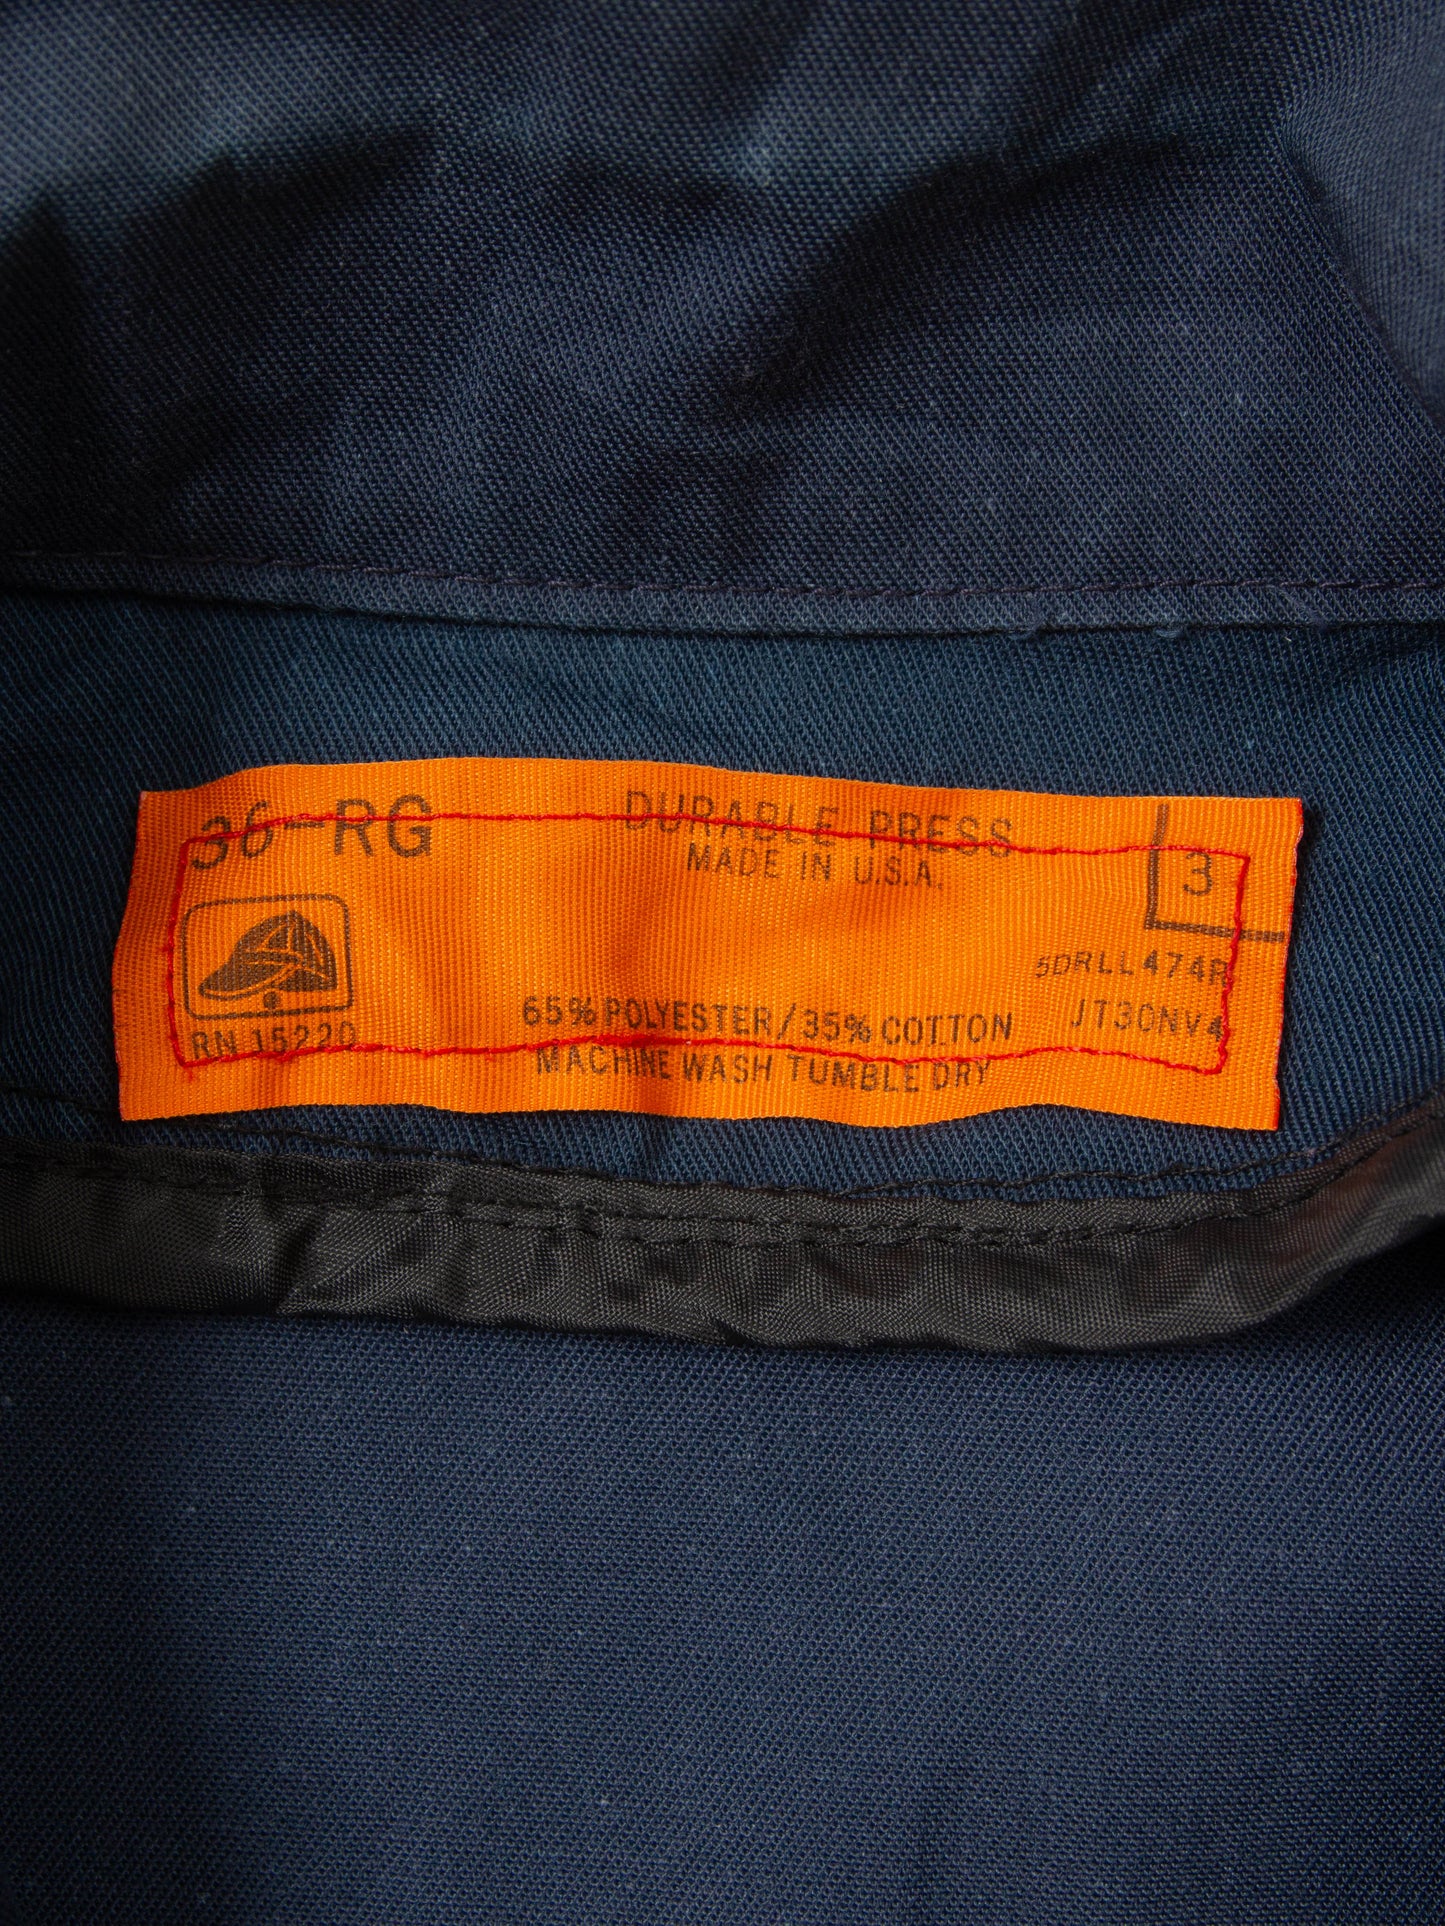 36-RG
DURABLE PRESS
MADE IN U.S.A.
3
5DRLL474R
RN 15220
65% POLYESTER/35% COTTON
JT30NV4
MACHINE WASH TUMBLE DRY